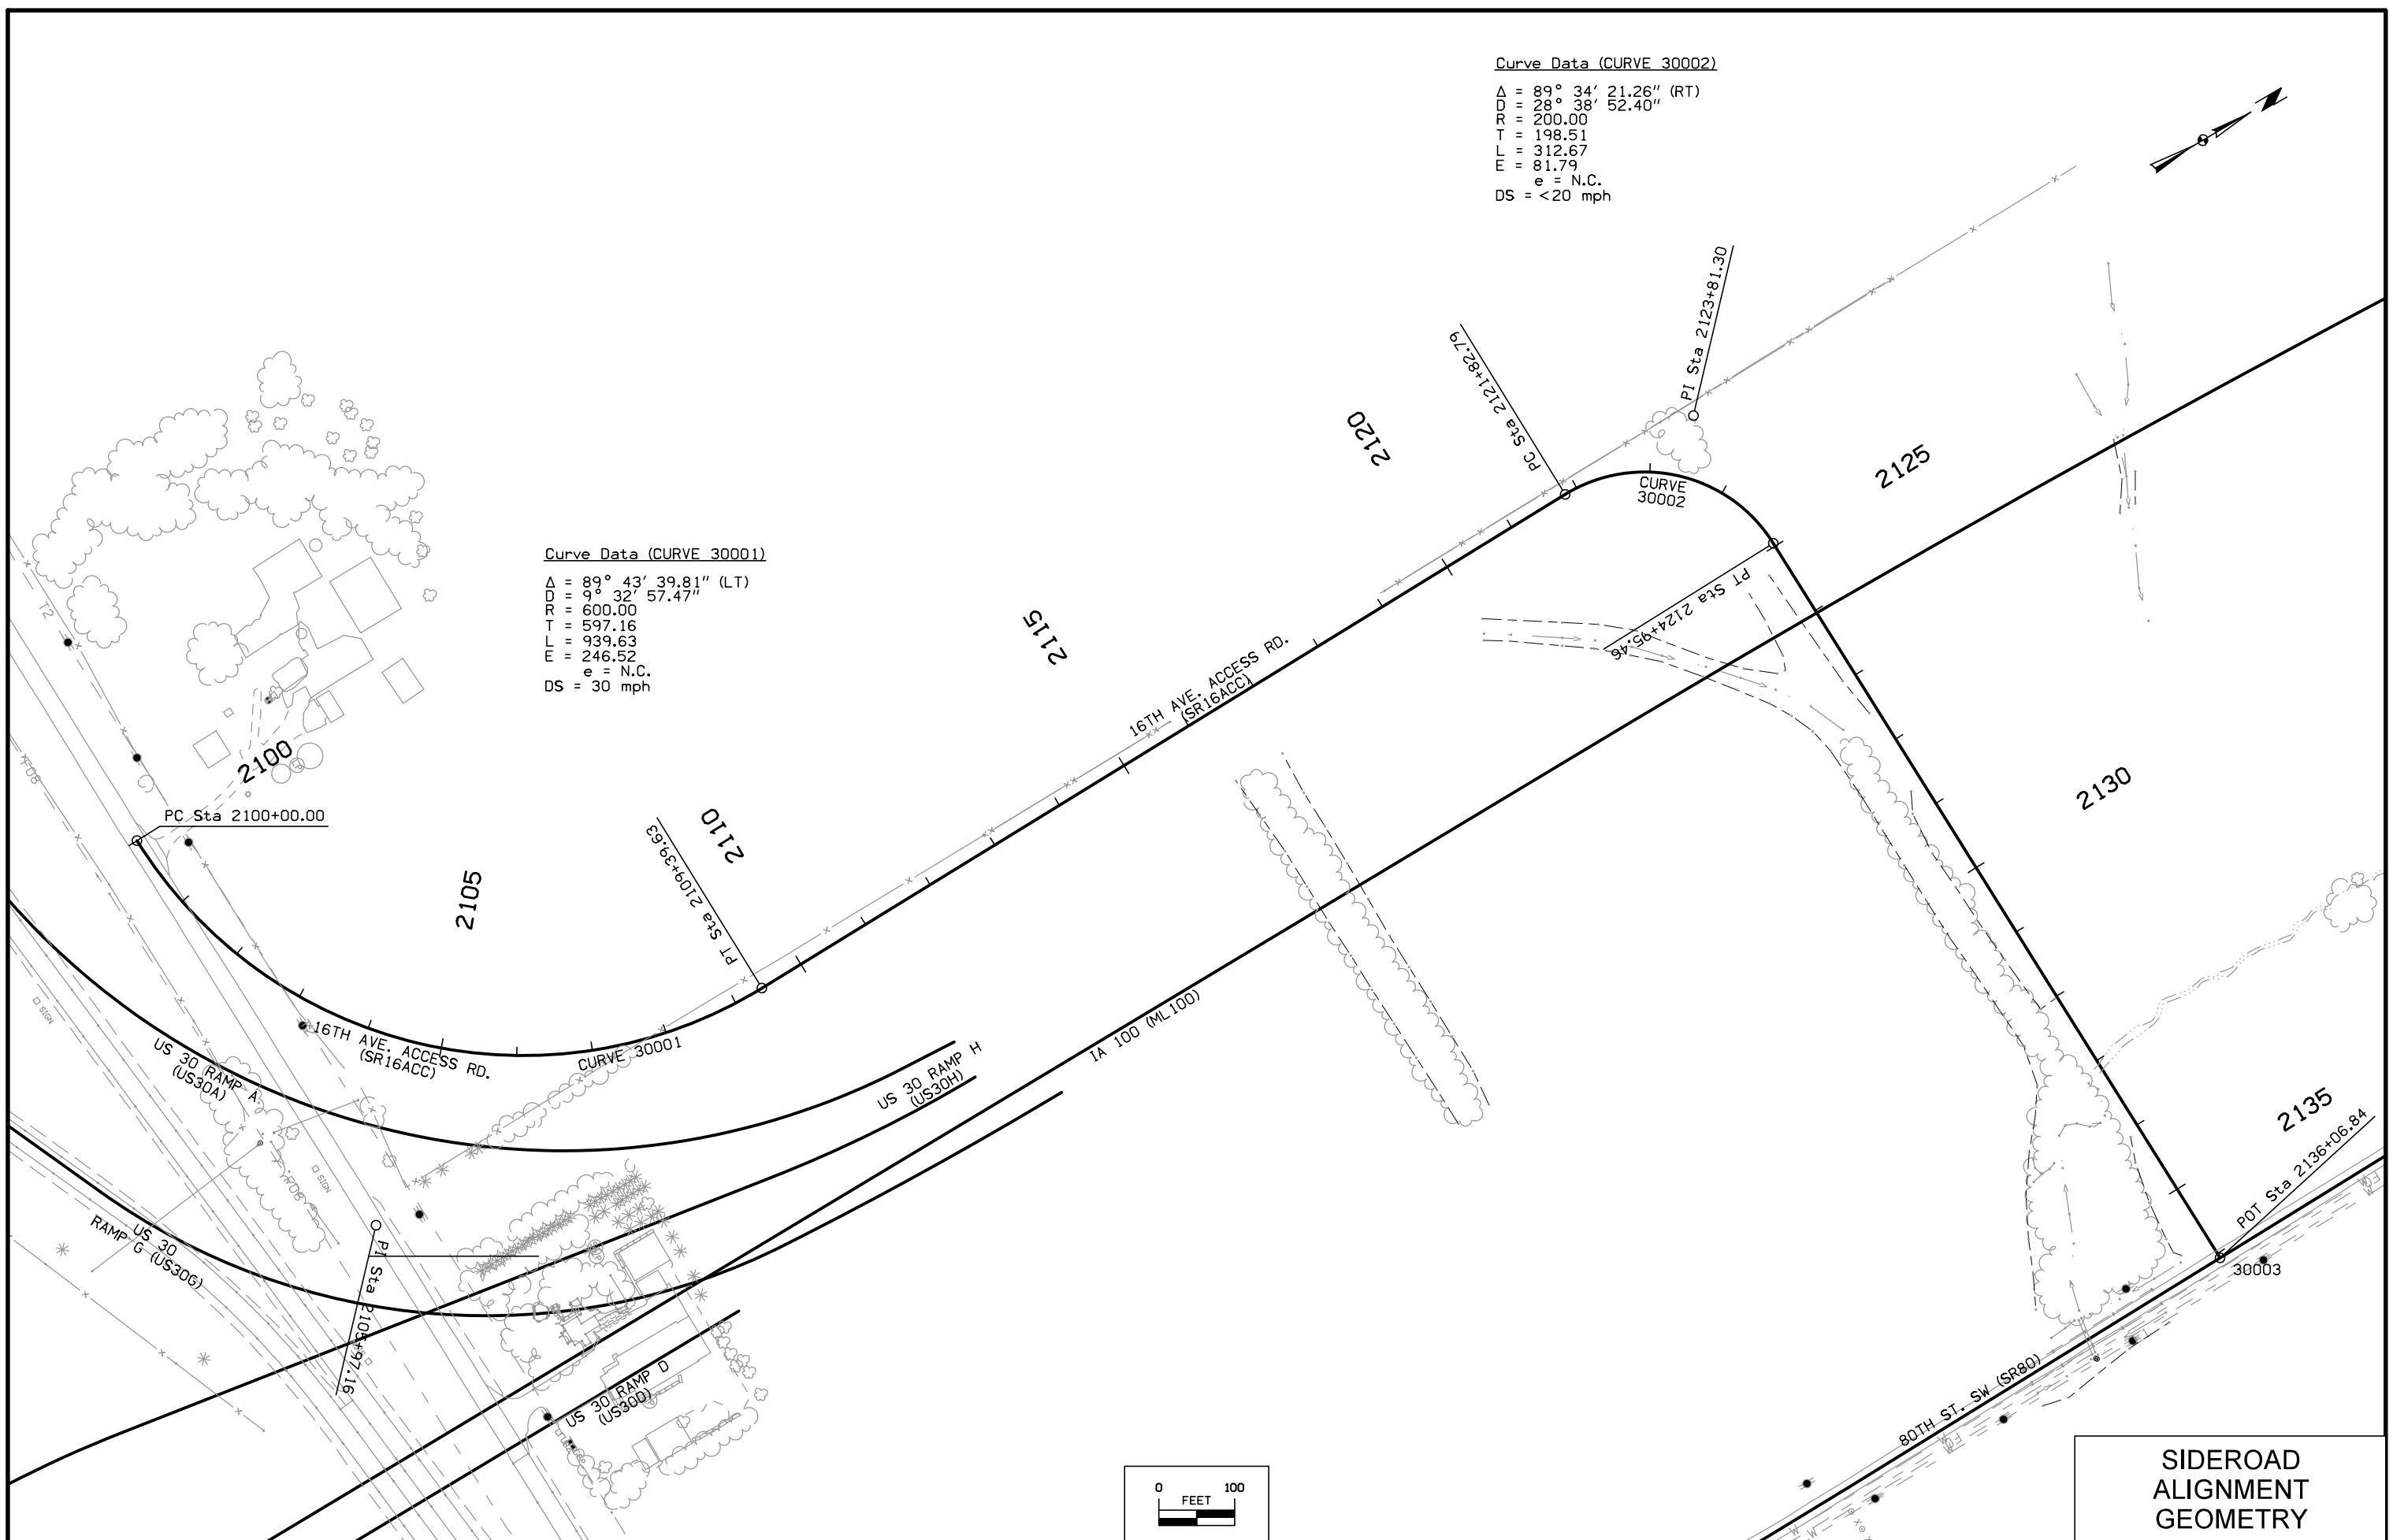 Curve Data (CURVE 30002)
Δ = 89° 34' 21.26" (RT)
D = 28° 38' 52.40"
R = 200.00
T = 198.51
L = 312.67
E = 81.79
e = N.C.
DS = <20 mph
N
PI Sta 2123+81.30
PC Sta 2121+82.79
2120
2125
CURVE
30002
Curve Data (CURVE 30001)
Δ = 89° 43' 39.81" (LT)
D = 9° 32' 57.47"
R = 600.00
T = 597.16
L = 939.63
E = 246.52
e = N.C.
DS = 30 mph
T2
PT Sta 2124+95.46
2115
16TH AVE. ACCESS RD.
(SR16ACC)
2100
2130
PC Sta 2100+00.00
2110
PT Sta 2109+39.63
2105
SIGN
16TH AVE. ACCESS RD.
(SR16ACC)
CURVE 30001
US 30 RAMP A
(US30A)
US 30 RAMP H
(US30H)
IA 100 (ML100)
2135
POT Sta 2136+06.84
SIGN
US 30
RAMP G (US30G)
PI Sta 2105+97.16
30003
US 30 RAMP D
(US30D)
80TH ST. SW (SR80)
0 100
FEET
SIDEROAD
ALIGNMENT
GEOMETRY